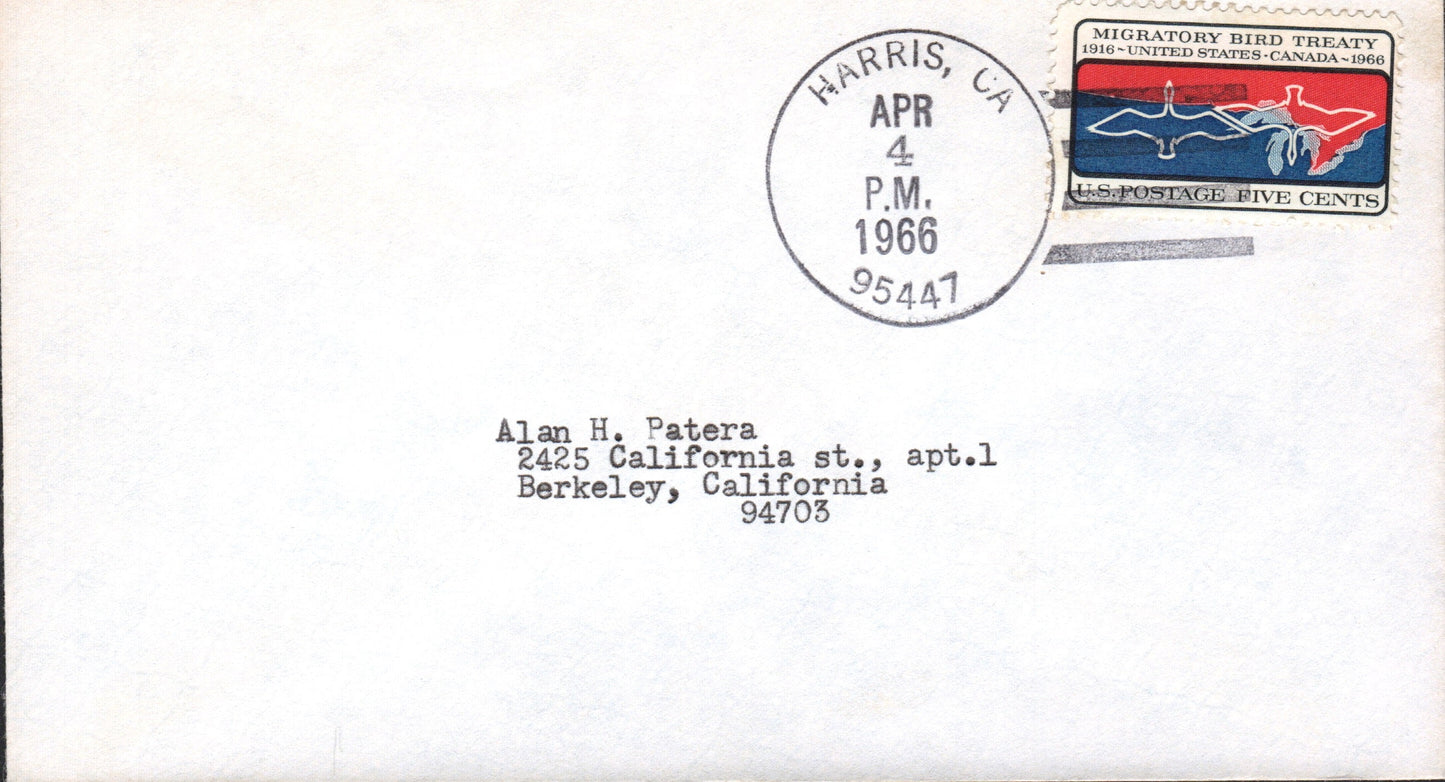 HARRIS, CA
APR
4
P.M.
1966
95447
MIGRATORY BIRD TREATY
1916~UNITED STATES·CANADA~1966
U.S. POSTAGE FIVE CENTS
Alan H. Patera
2425 California st., apt.1
Berkeley, California
94703